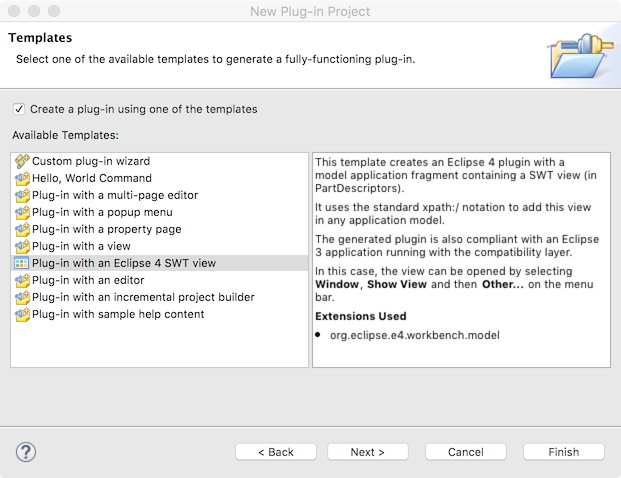 New Plug-in Project
Templates
Select one of the available templates to generate a fully-functioning plug-in.
Create a plug-in using one of the templates
Available Templates:
Custom plug-in wizard
Hello, World Command
Plug-in with a multi-page editor
Plug-in with a popup menu
Plug-in with a property page
Plug-in with a view
Plug-in with an Eclipse 4 SWT view
Plug-in with an editor
Plug-in with an incremental project builder
Plug-in with sample help content
This template creates an Eclipse 4 plugin with a
model application fragment containing a SWT view (in
PartDescriptors).
It uses the standard xpath:/ notation to add this view
in any application model.
The generated plugin is also compliant with an Eclipse
3 application running with the compatibility layer.
In this case, the view can be opened by selecting
Window, Show View and then Other... on the menu
bar.
Extensions Used
org.eclipse.e4.workbench.model
?
< Back
Next >
Cancel
Finish